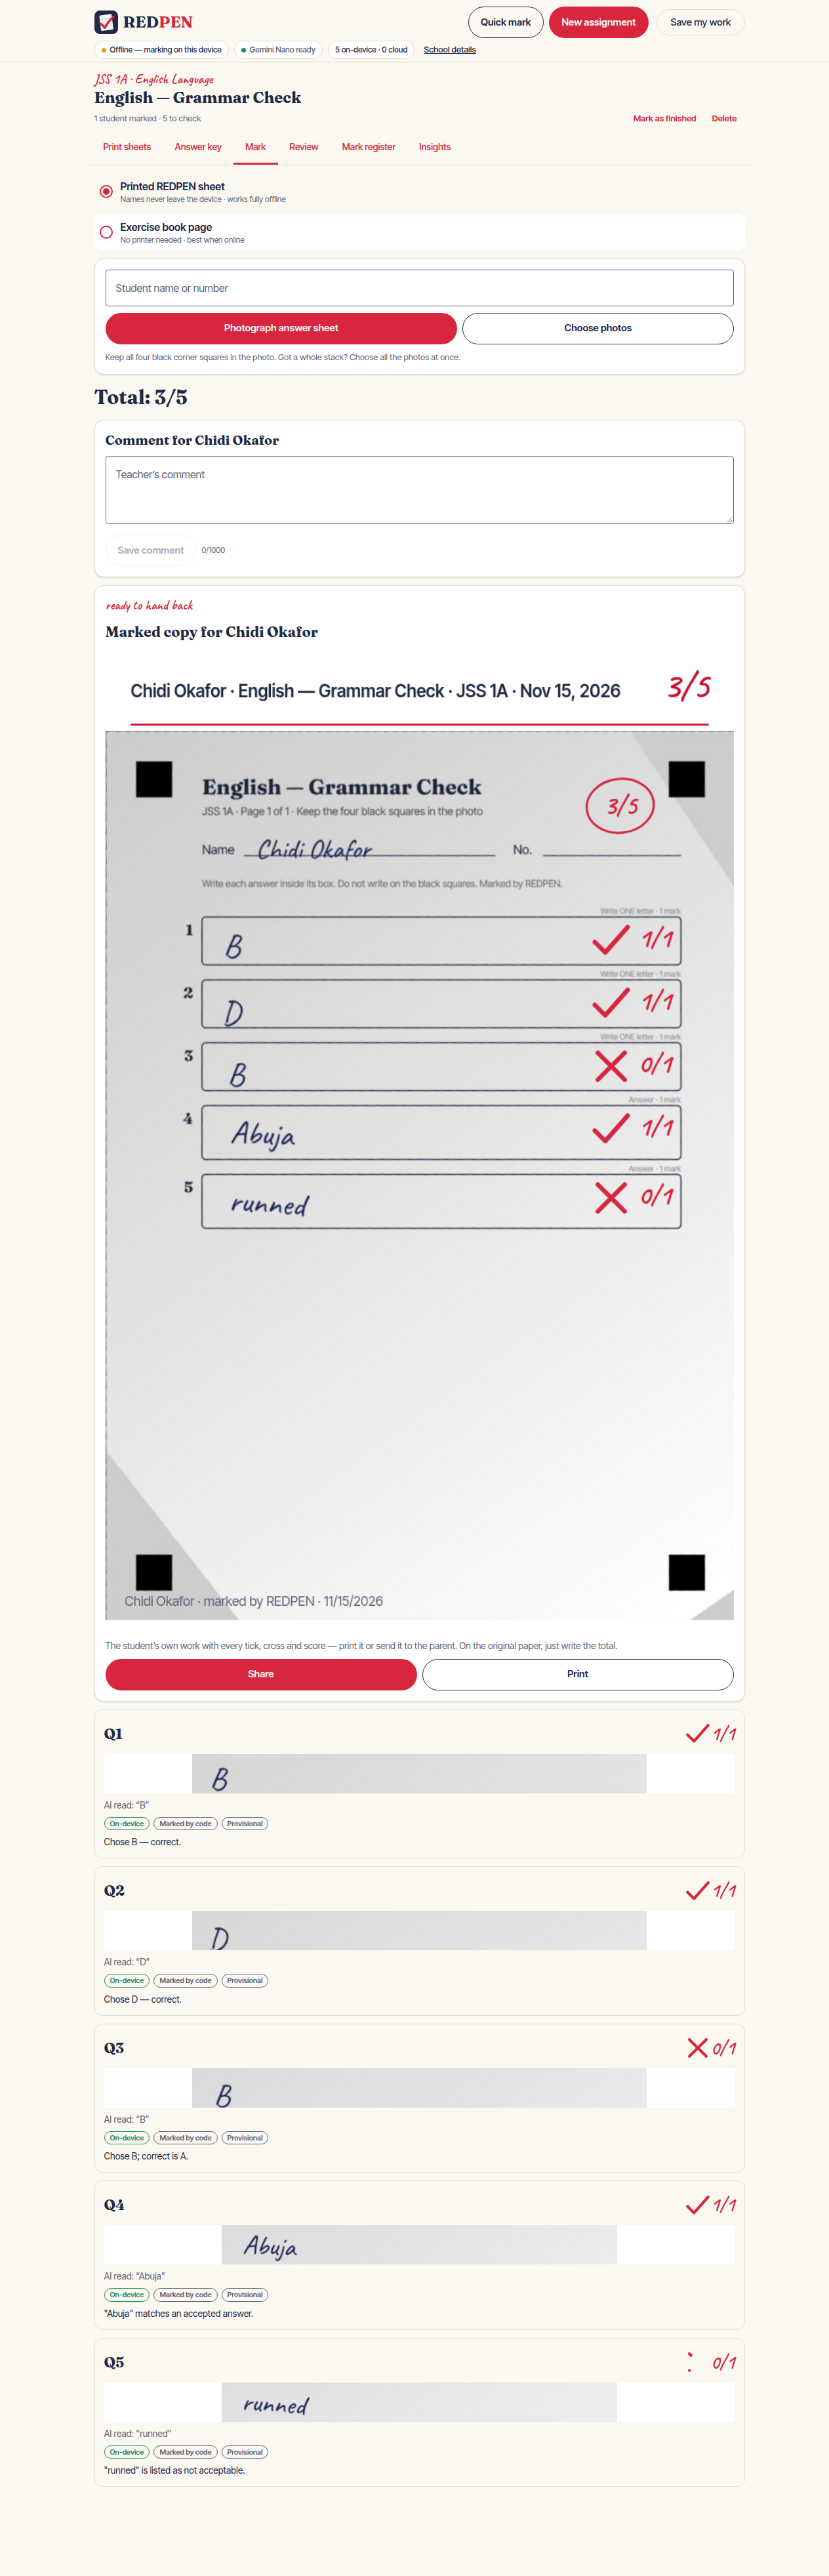 REDPEN
Quick mark
New assignment
Save my work
Offline — marking on this device
Gemini Nano ready
5 on-device · 0 cloud
School details
JSS 1A · English Language
English — Grammar Check
1 student marked · 5 to check
Mark as finished
Delete
Print sheets
Answer key
Mark
Review
Mark register
Insights
Printed REDPEN sheet
Names never leave the device · works fully offline
Exercise book page
No printer needed · best when online
Student name or number
Photograph answer sheet
Choose photos
Keep all four black corner squares in the photo. Got a whole stack? Choose all the photos at once.
Total: 3/5
Comment for Chidi Okafor
Teacher's comment
Save comment
0/1000
ready to hand back
Marked copy for Chidi Okafor
Chidi Okafor · English — Grammar Check · JSS 1A · Nov 15, 2026
3/5
English — Grammar Check
JSS 1A · Page 1 of 1 · Keep the four black squares in the photo
3/5
Name Chidi Okafor No.
Write each answer inside its box. Do not write on the black squares. Marked by REDPEN.
Write ONE letter · 1 mark
1 B 1/1
Write ONE letter · 1 mark
2 D 1/1
Write ONE letter · 1 mark
3 B 0/1
Answer · 1 mark
4 Abuja 1/1
Answer · 1 mark
5 runned 0/1
Chidi Okafor · marked by REDPEN · 11/15/2026
The student's own work with every tick, cross and score — print it or send it to the parent. On the original paper, just write the total.
Share
Print
Q1 1/1
B
AI read: “B”
On-device Marked by code Provisional
Chose B — correct.
Q2 1/1
D
AI read: “D”
On-device Marked by code Provisional
Chose D — correct.
Q3 0/1
B
AI read: “B”
On-device Marked by code Provisional
Chose B; correct is A.
Q4 1/1
Abuja
AI read: “Abuja”
On-device Marked by code Provisional
"Abuja" matches an accepted answer.
Q5 0/1
runned
AI read: “runned”
On-device Marked by code Provisional
"runned" is listed as not acceptable.